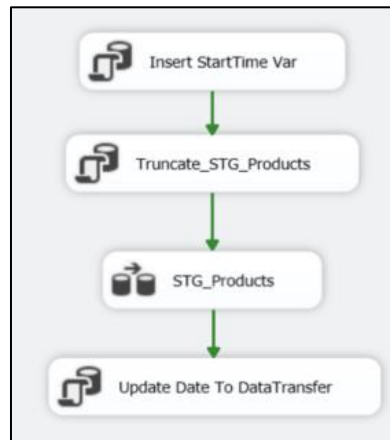 Insert StartTime Var
Truncate_STG_Products
STG_Products
Update Date To DataTransfer